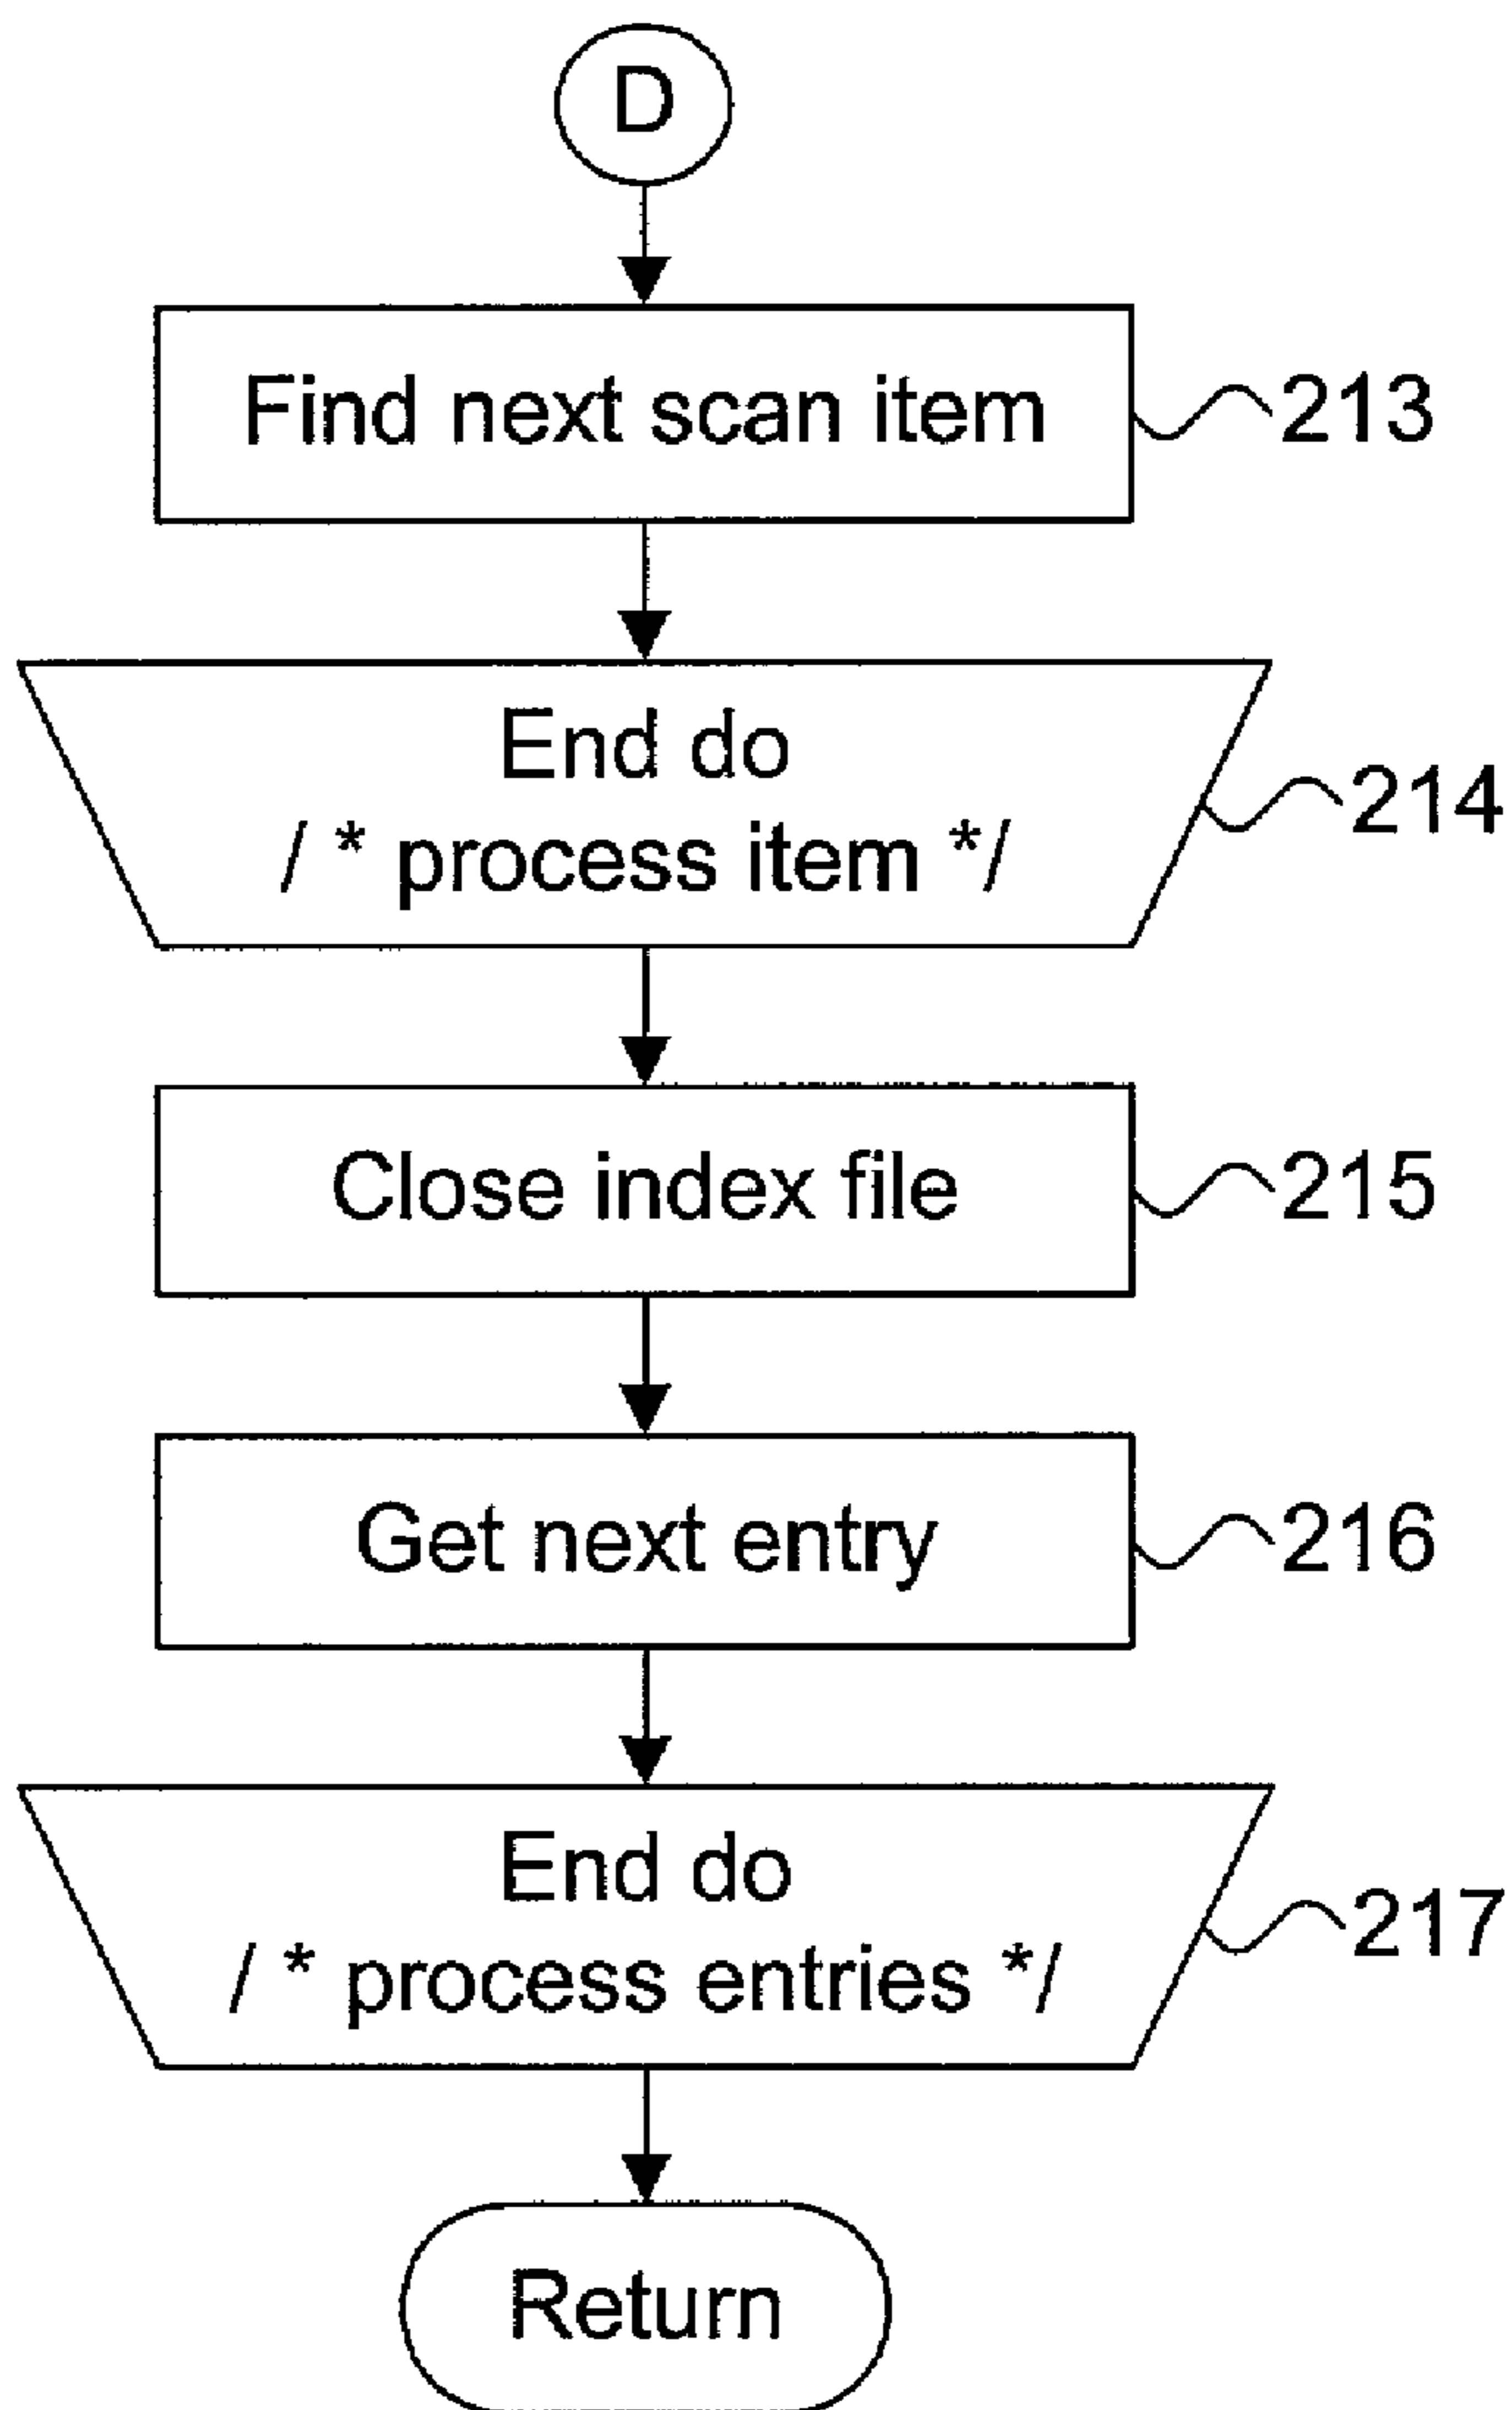 D
Find next scan item
213
End do
/ * process item */
214
Close index file
215
Get next entry
216
End do
/ * process entries */
217
Return